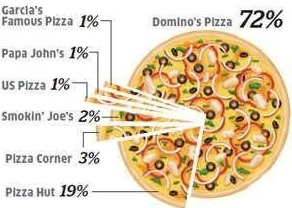 Garcia's
Famous Pizza 1%
Domino's Pizza 72%
Papa John's 1%
US Pizza 1%
Smokin' Joe's 2%
Pizza Corner 3%
Pizza Hut 19%